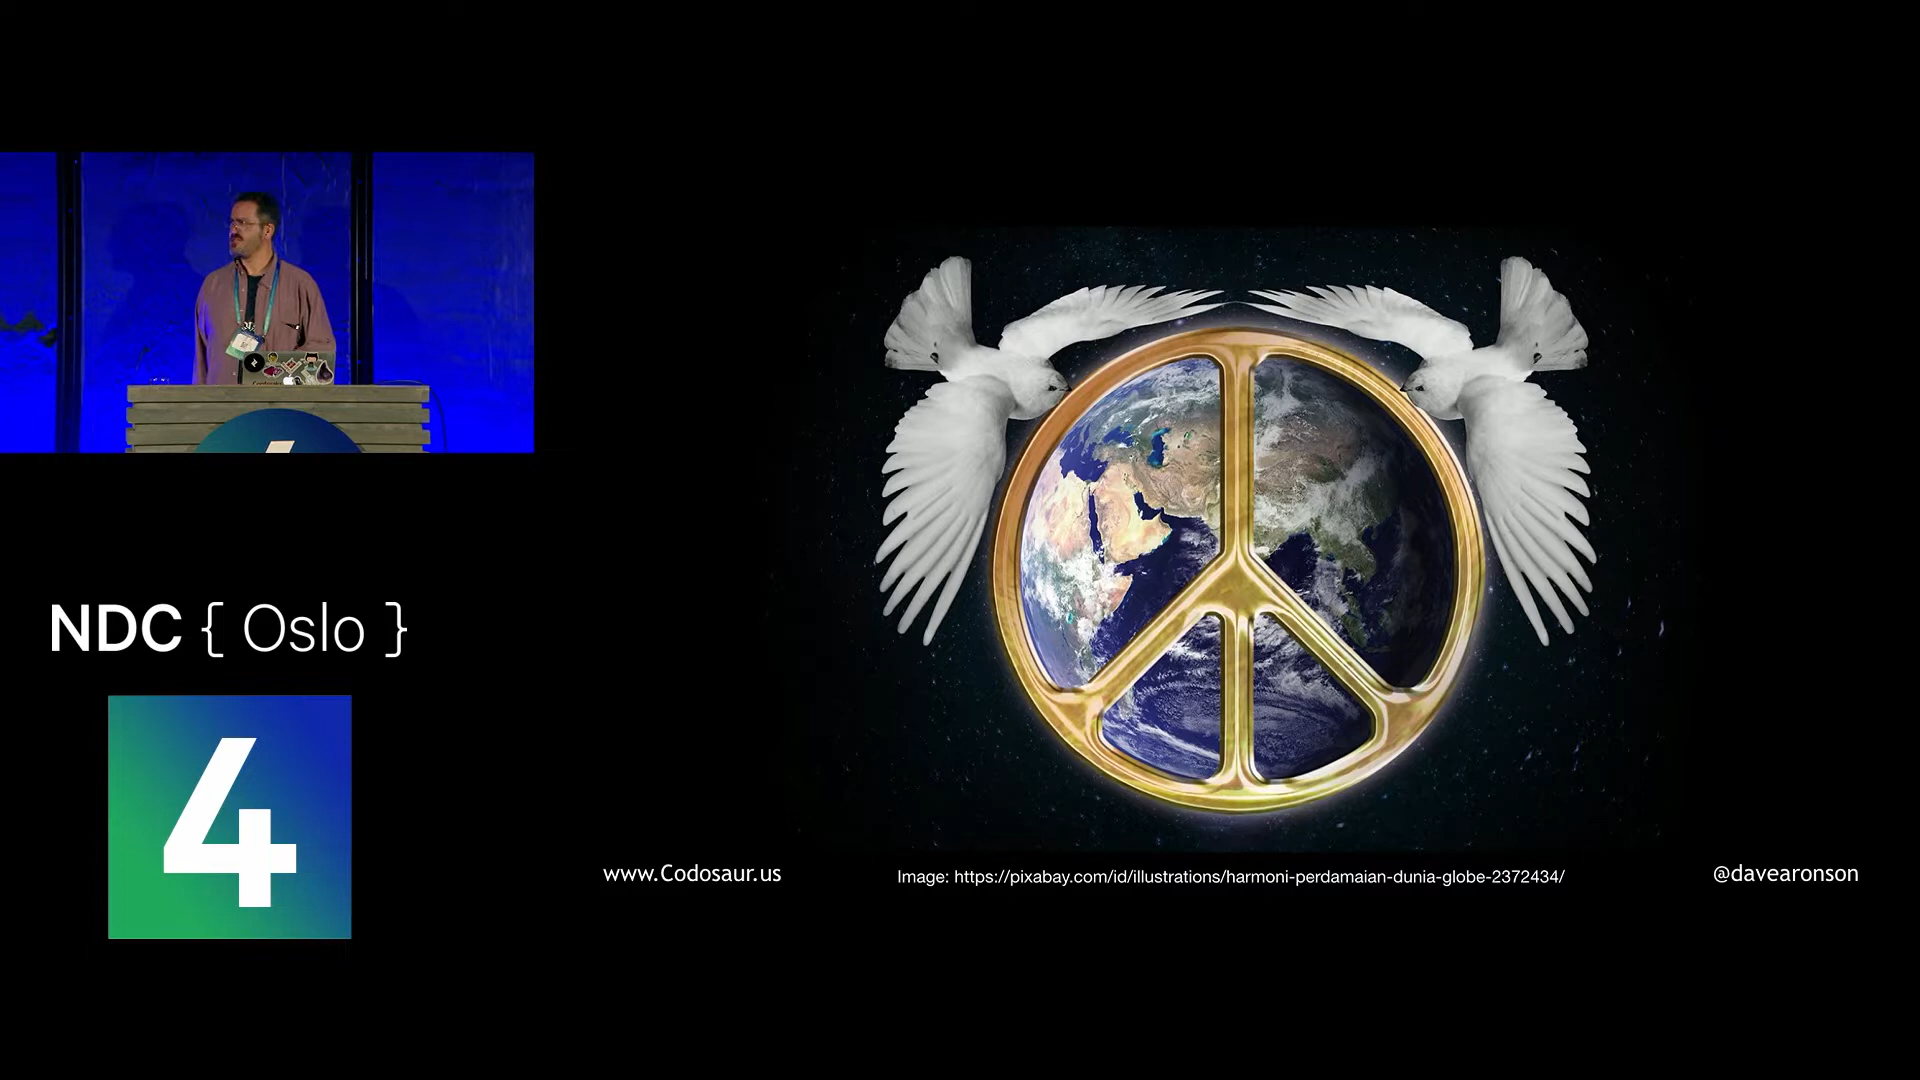 NDC { Oslo }
4
www.Codosaur.us
Image: https://pixabay.com/id/illustrations/harmoni-perdamaian-dunia-globe-2372434/
@davearonson